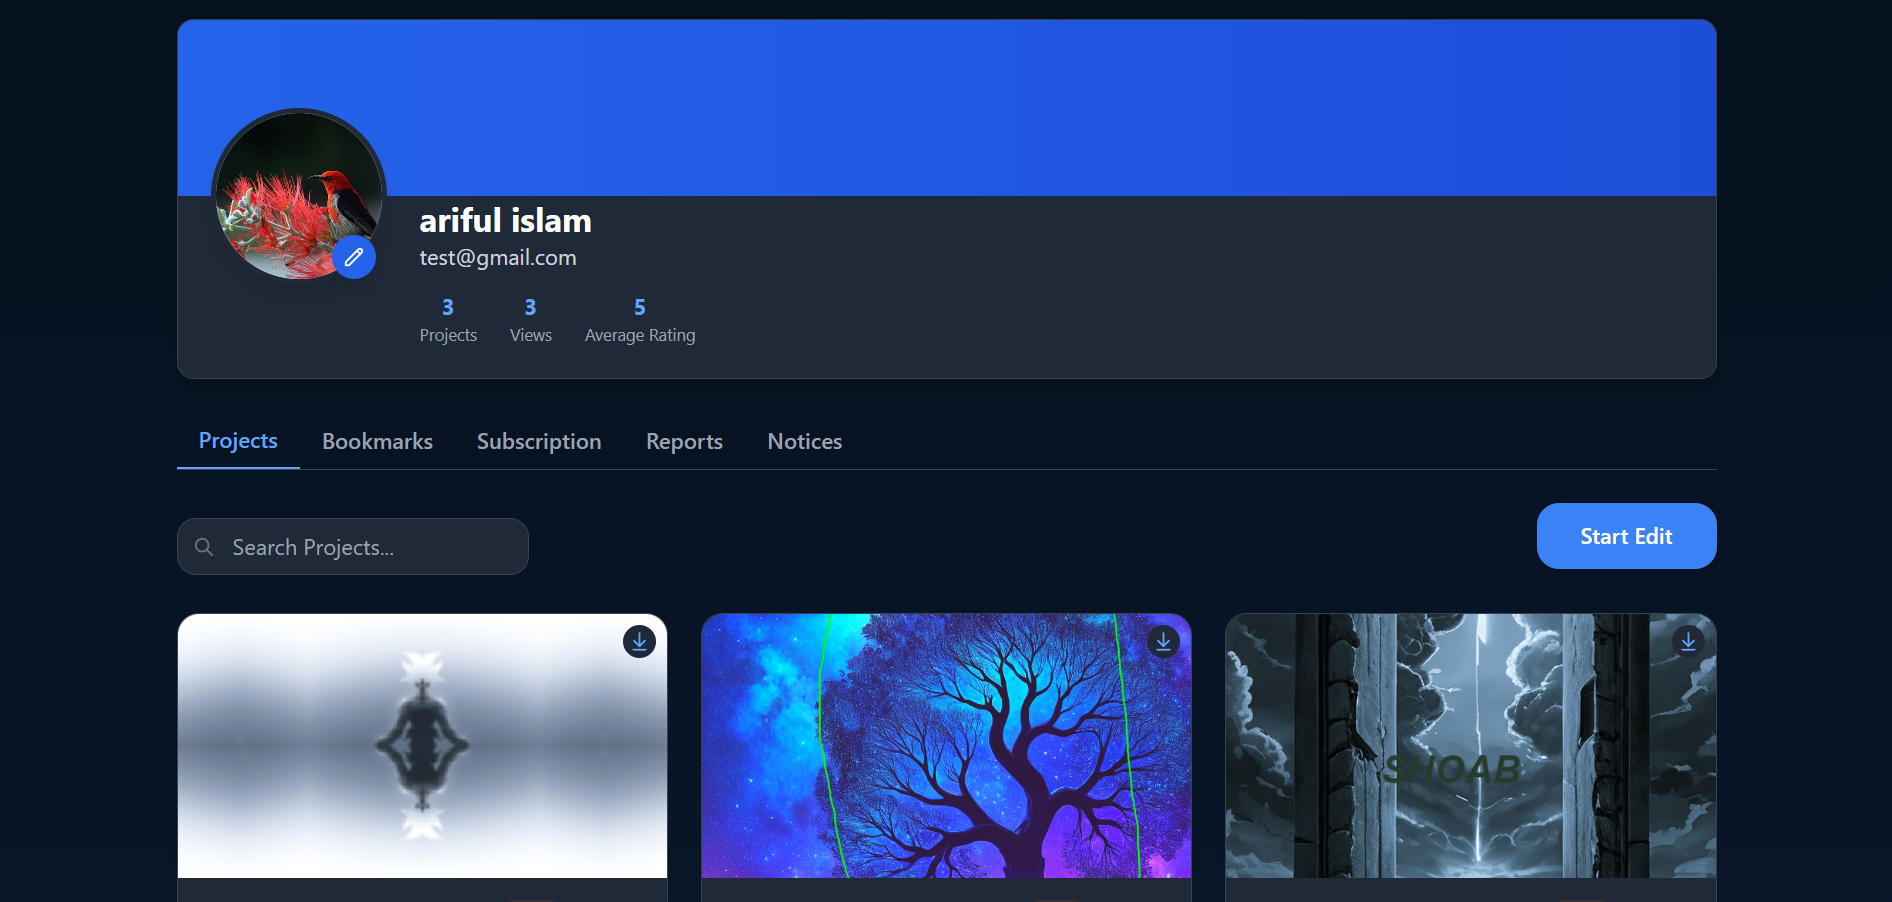 ariful islam
test@gmail.com
3 3 5
Projects Views Average Rating
Projects Bookmarks Subscription Reports Notices
Search Projects...
Start Edit
SHOAB